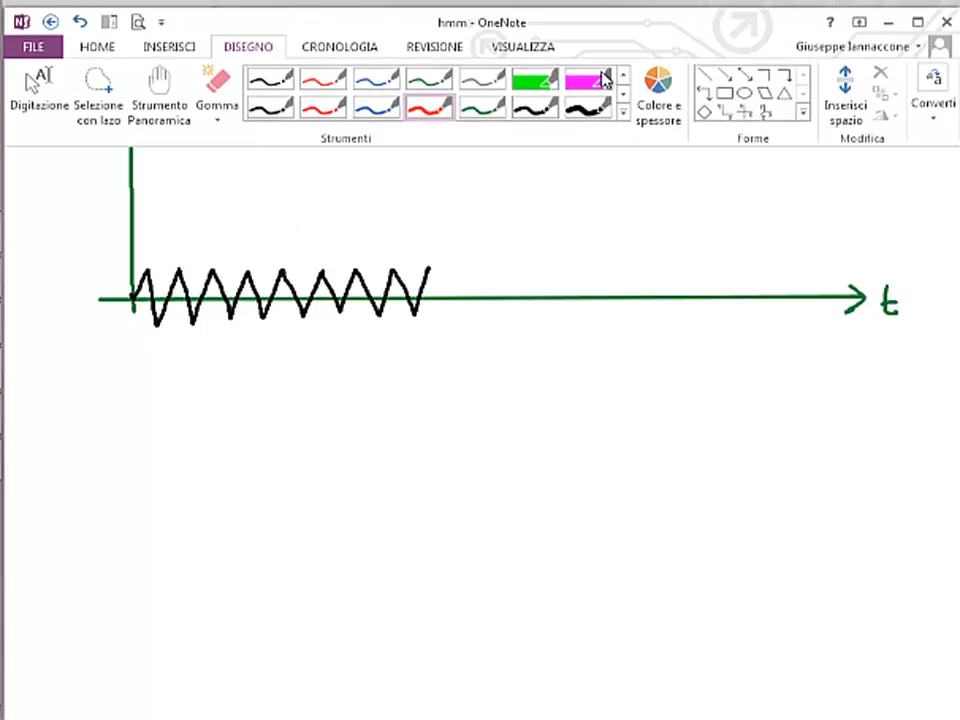 hmm - OneNote
FILE HOME INSERISCI DISEGNO CRONOLOGIA REVISIONE VISUALIZZA Giuseppe Iannaccone
Digitazione Selezione con lazo Strumento Panoramica Gomma Colore e spessore Inserisci spazio Converti
Strumenti Forme Modifica
t